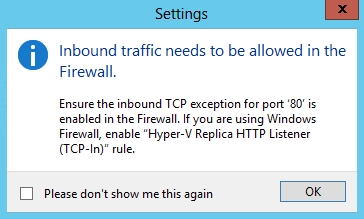 Settings
Inbound traffic needs to be allowed in the
Firewall.
Ensure the inbound TCP exception for port ‘80’ is
enabled in the Firewall. If you are using Windows
Firewall, enable “Hyper-V Replica HTTP Listener
(TCP-In)” rule.
Please don't show me this again
OK